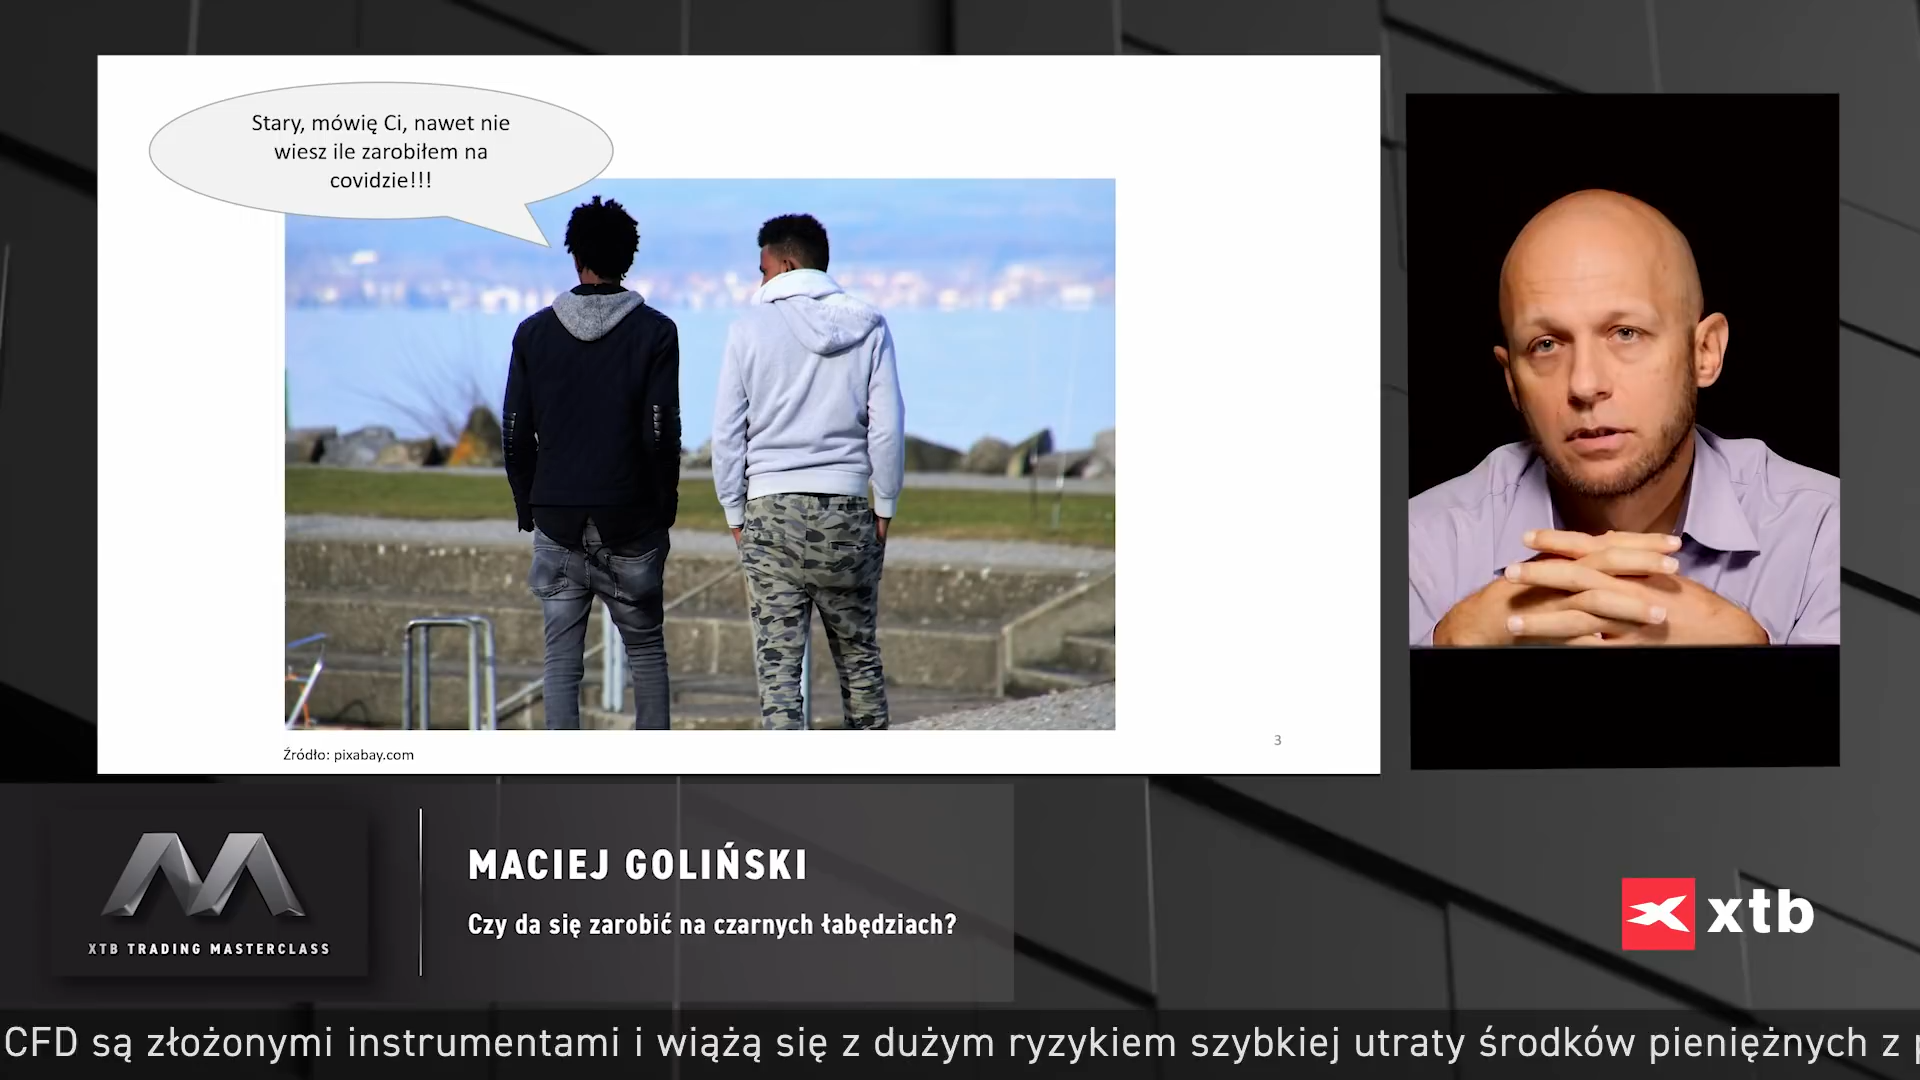 Stary, mówię Ci, nawet nie
wiesz ile zarobiłem na
covidzie!!!
Źródło: pixabay.com
3
XTB TRADING MASTERCLASS
MACIEJ GOLIŃSKI
Czy da się zarobić na czarnych łabędziach?
xtb
CFD są złożonymi instrumentami i wiążą się z dużym ryzykiem szybkiej utraty środków pieniężnych z